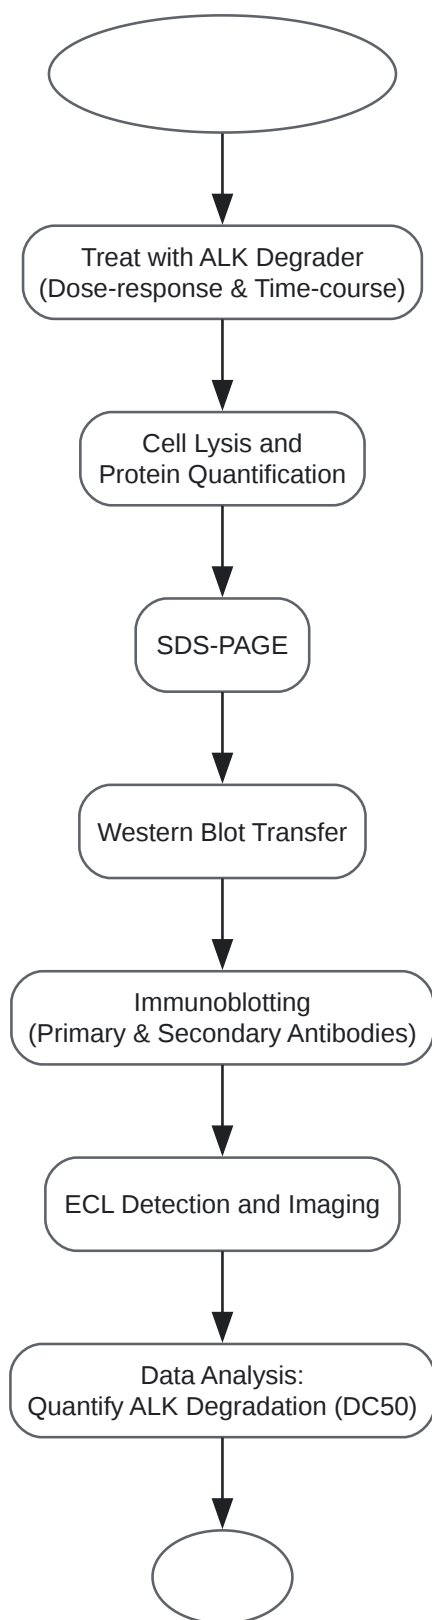 Treat with ALK Degrader
(Dose-response & Time-course)
Cell Lysis and
Protein Quantification
SDS-PAGE
Western Blot Transfer
Immunoblotting
(Primary & Secondary Antibodies)
ECL Detection and Imaging
Data Analysis:
Quantify ALK Degradation (DC50)